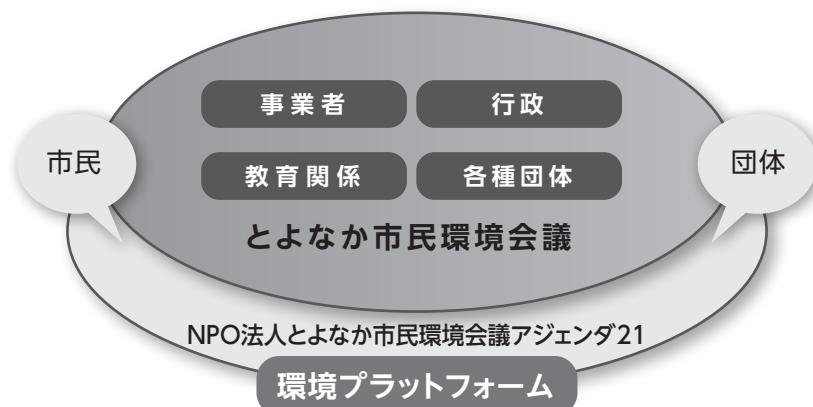 事業者 行政
市民 教育関係 各種団体 団体
とよなか市民環境会議
NPO法人とよなか市民環境会議アジェンダ21
環境プラットフォーム